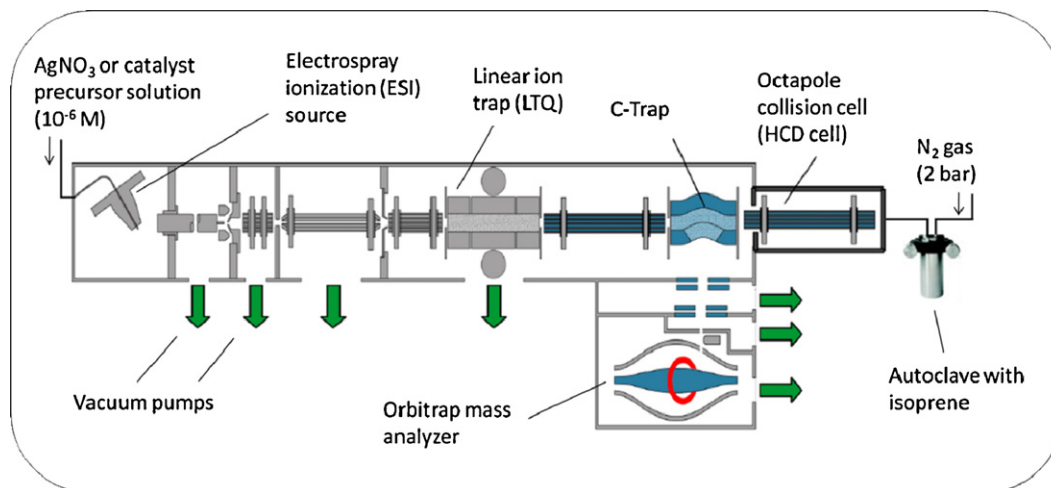 AgNO₃ or catalyst
precursor solution
(10⁻⁶ M)
Electrospray
ionization (ESI)
source
Linear ion
trap (LTQ)
C-Trap
Octapole
collision cell
(HCD cell)
N₂ gas
(2 bar)
Vacuum pumps
Orbitrap mass
analyzer
Autoclave with
isoprene